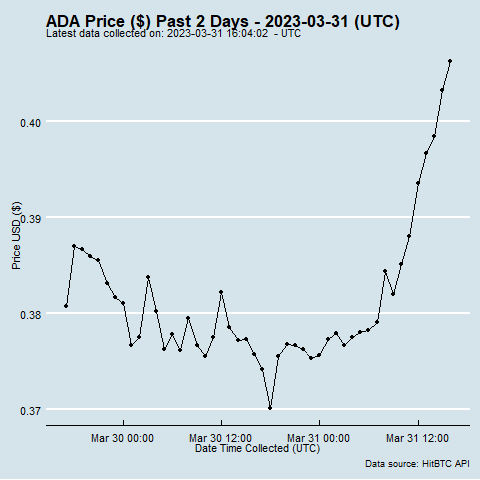 ADA Price ($) Past 2 Days - 2023-03-31 (UTC)
Latest data collected on: 2023-03-31 16:04:02  - UTC
0.40
0.39
0.38
0.37
Price USD ($)
Mar 30 00:00 Mar 30 12:00 Mar 31 00:00 Mar 31 12:00
Date Time Collected (UTC)
Data source: HitBTC API